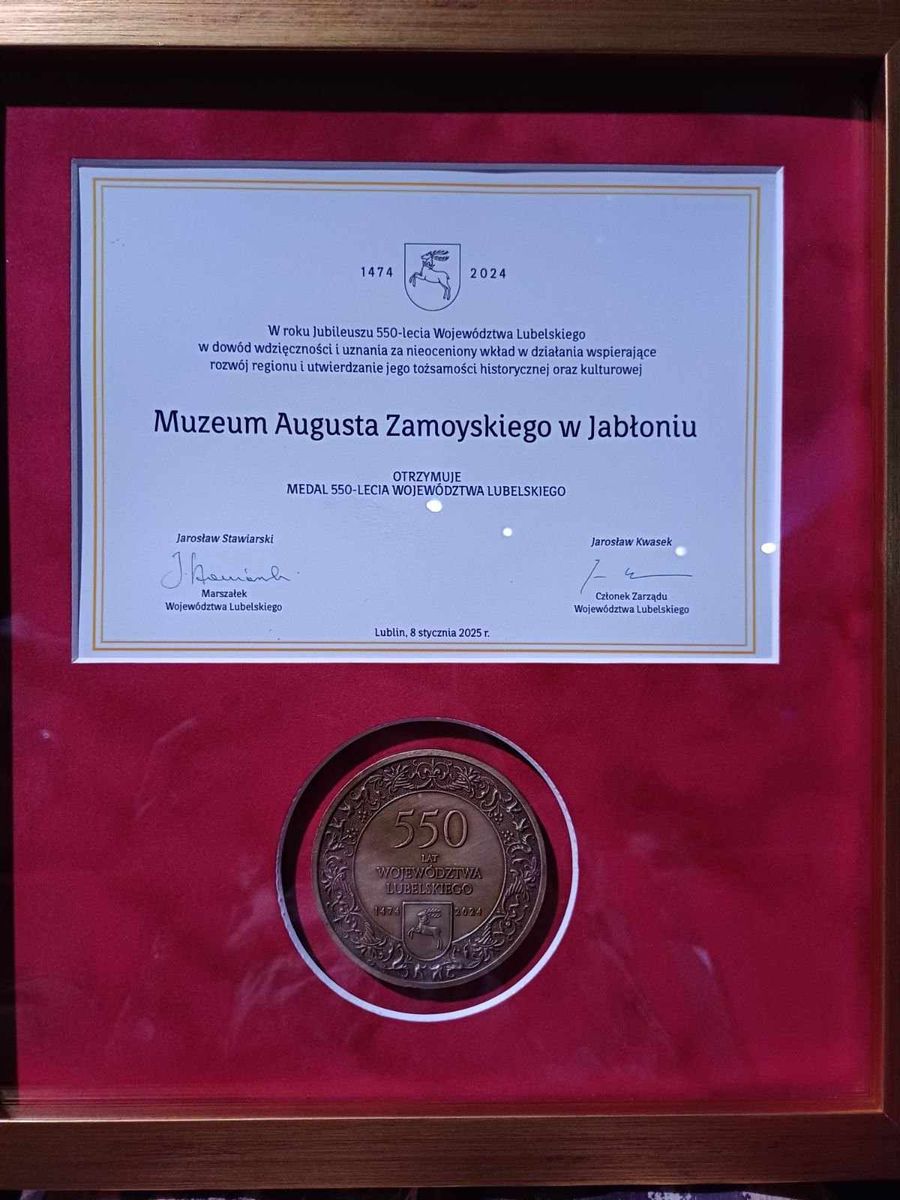 1474 2024
W roku Jubileuszu 550-lecia Województwa Lubelskiego
w dowód wdzięczności i uznania za nieoceniony wkład w działania wspierające
rozwój regionu i utwierdzanie jego tożsamości historycznej oraz kulturowej
Muzeum Augusta Zamoyskiego w Jabłoniu
OTRZYMUJE
MEDAL 550-LECIA WOJEWÓDZTWA LUBELSKIEGO
Jarosław Stawiarski
Marszałek
Województwa Lubelskiego
Jarosław Kwasek
Członek Zarządu
Województwa Lubelskiego
Lublin, 8 stycznia 2025 r.
550
LAT
WOJEWÓDZTWA
LUBELSKIEGO
1474 2024